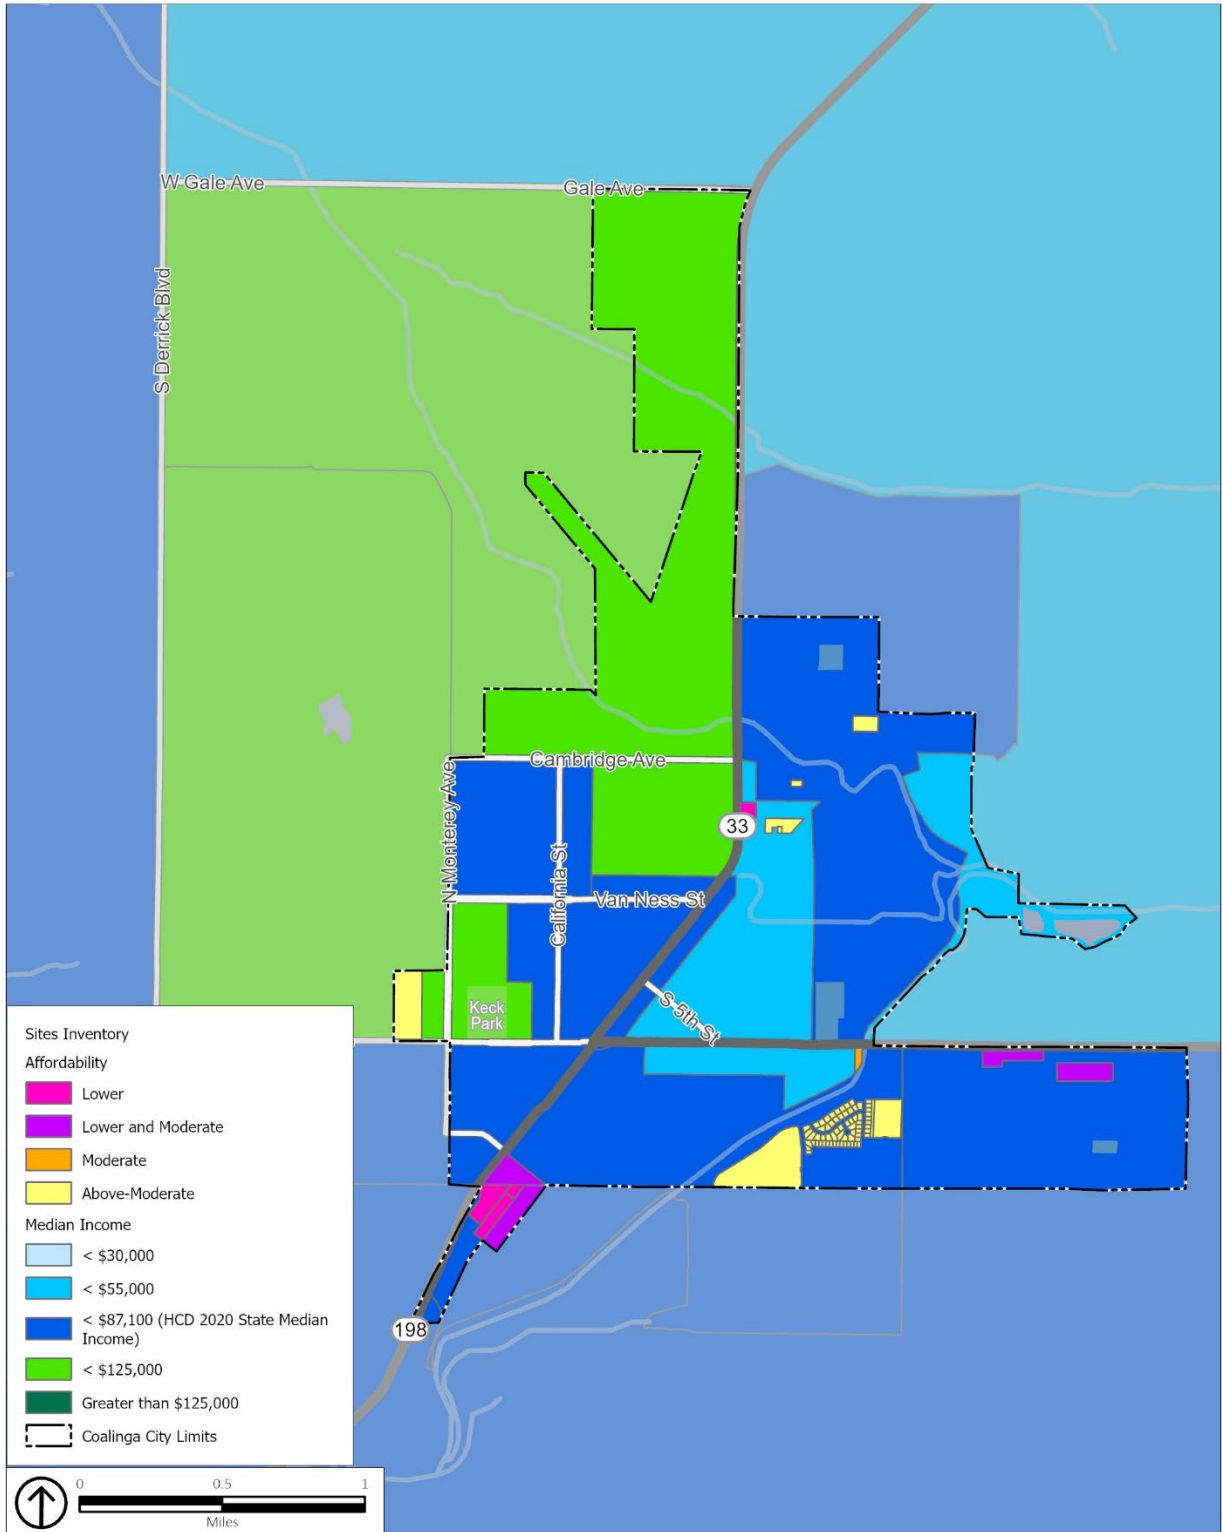 W Gale Ave
Gale Ave
S Derrick Blvd
Cambridge Ave
N Monterey Ave
California St
33
Van Ness St
S 5th St
Keck
Park
198
Sites Inventory
Affordability
Lower
Lower and Moderate
Moderate
Above-Moderate
Median Income
< $30,000
< $55,000
< $87,100 (HCD 2020 State Median
Income)
< $125,000
Greater than $125,000
Coalinga City Limits
0 0.5 1
Miles